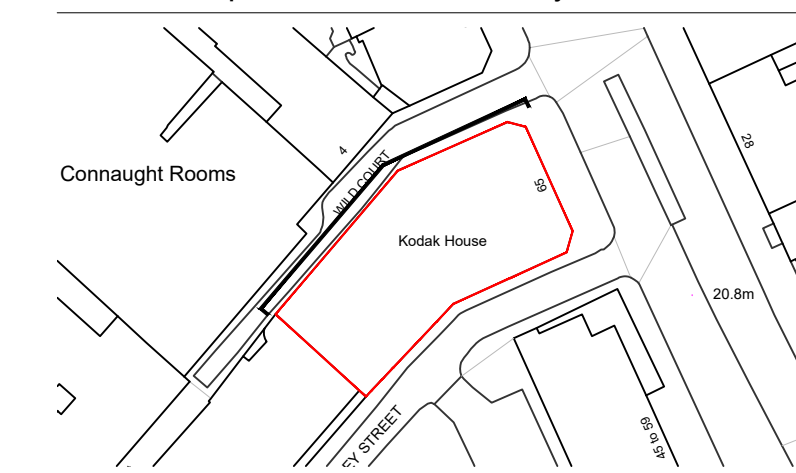 4
WILD COURT
28
Connaught Rooms
65
Kodak House
20.8m
EY STREET
45 to 59